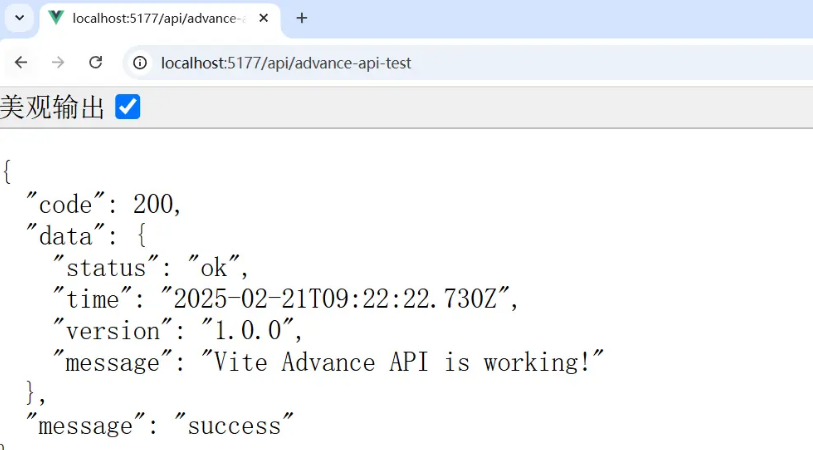 localhost:5177/api/advance-a
localhost:5177/api/advance-api-test
美观输出
{
"code": 200,
"data": {
"status": "ok",
"time": "2025-02-21T09:22:22.730Z",
"version": "1.0.0",
"message": "Vite Advance API is working!"
},
"message": "success"